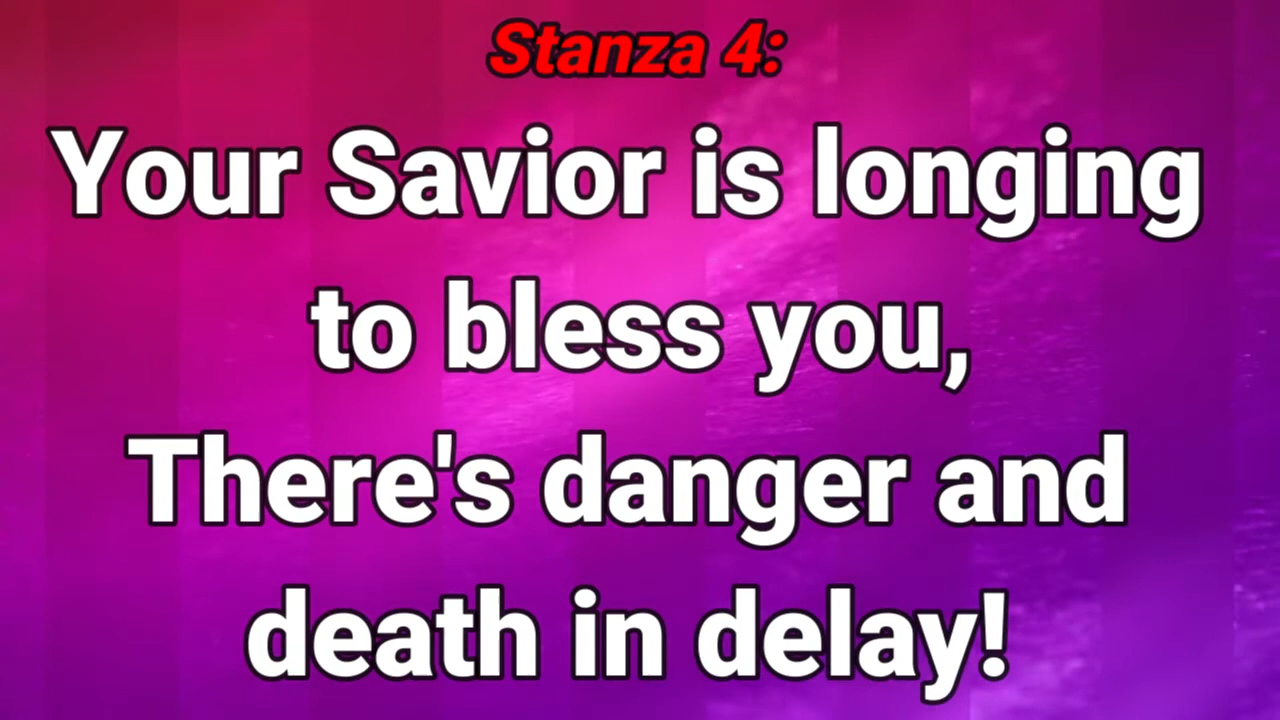 Stanza 4:
Your Savior is longing
to bless you,
There's danger and
death in delay!